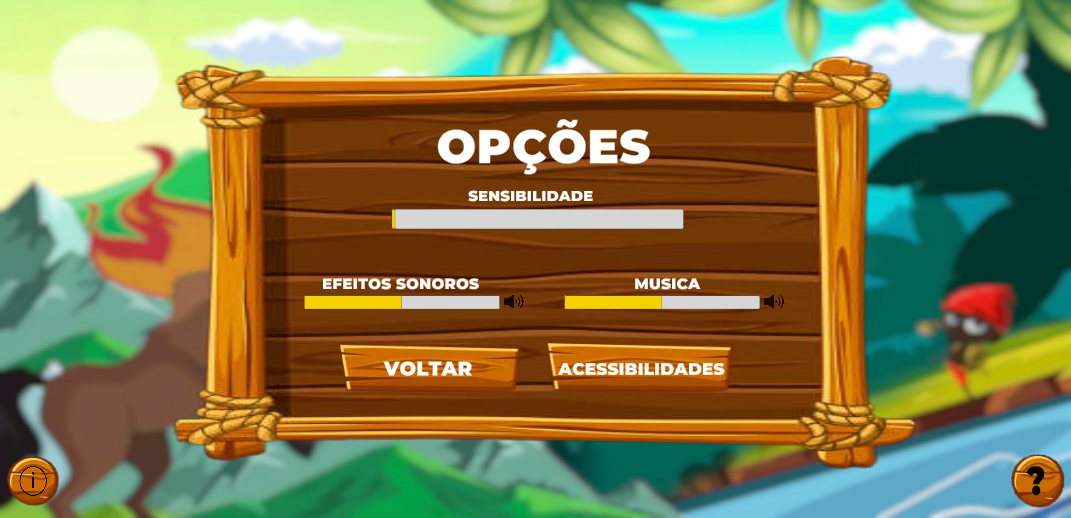 OPÇÕES
SENSIBILIDADE
EFEITOS SONOROS
MUSICA
VOLTAR
ACESSIBILIDADES
i
?